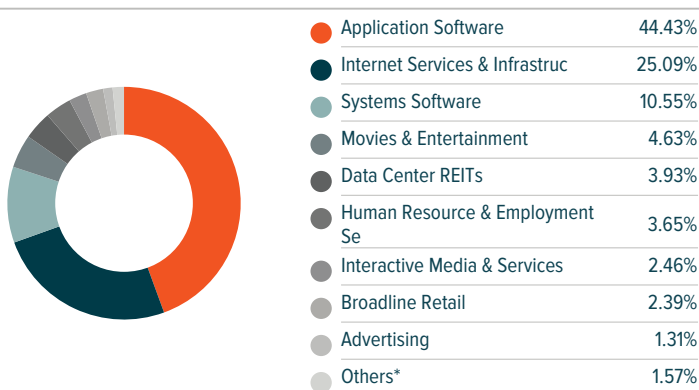 Application Software 44.43%
Internet Services & Infrastruc 25.09%
Systems Software 10.55%
Movies & Entertainment 4.63%
Data Center REITs 3.93%
Human Resource & Employment
Se 3.65%
Interactive Media & Services 2.46%
Broadline Retail 2.39%
Advertising 1.31%
Others* 1.57%